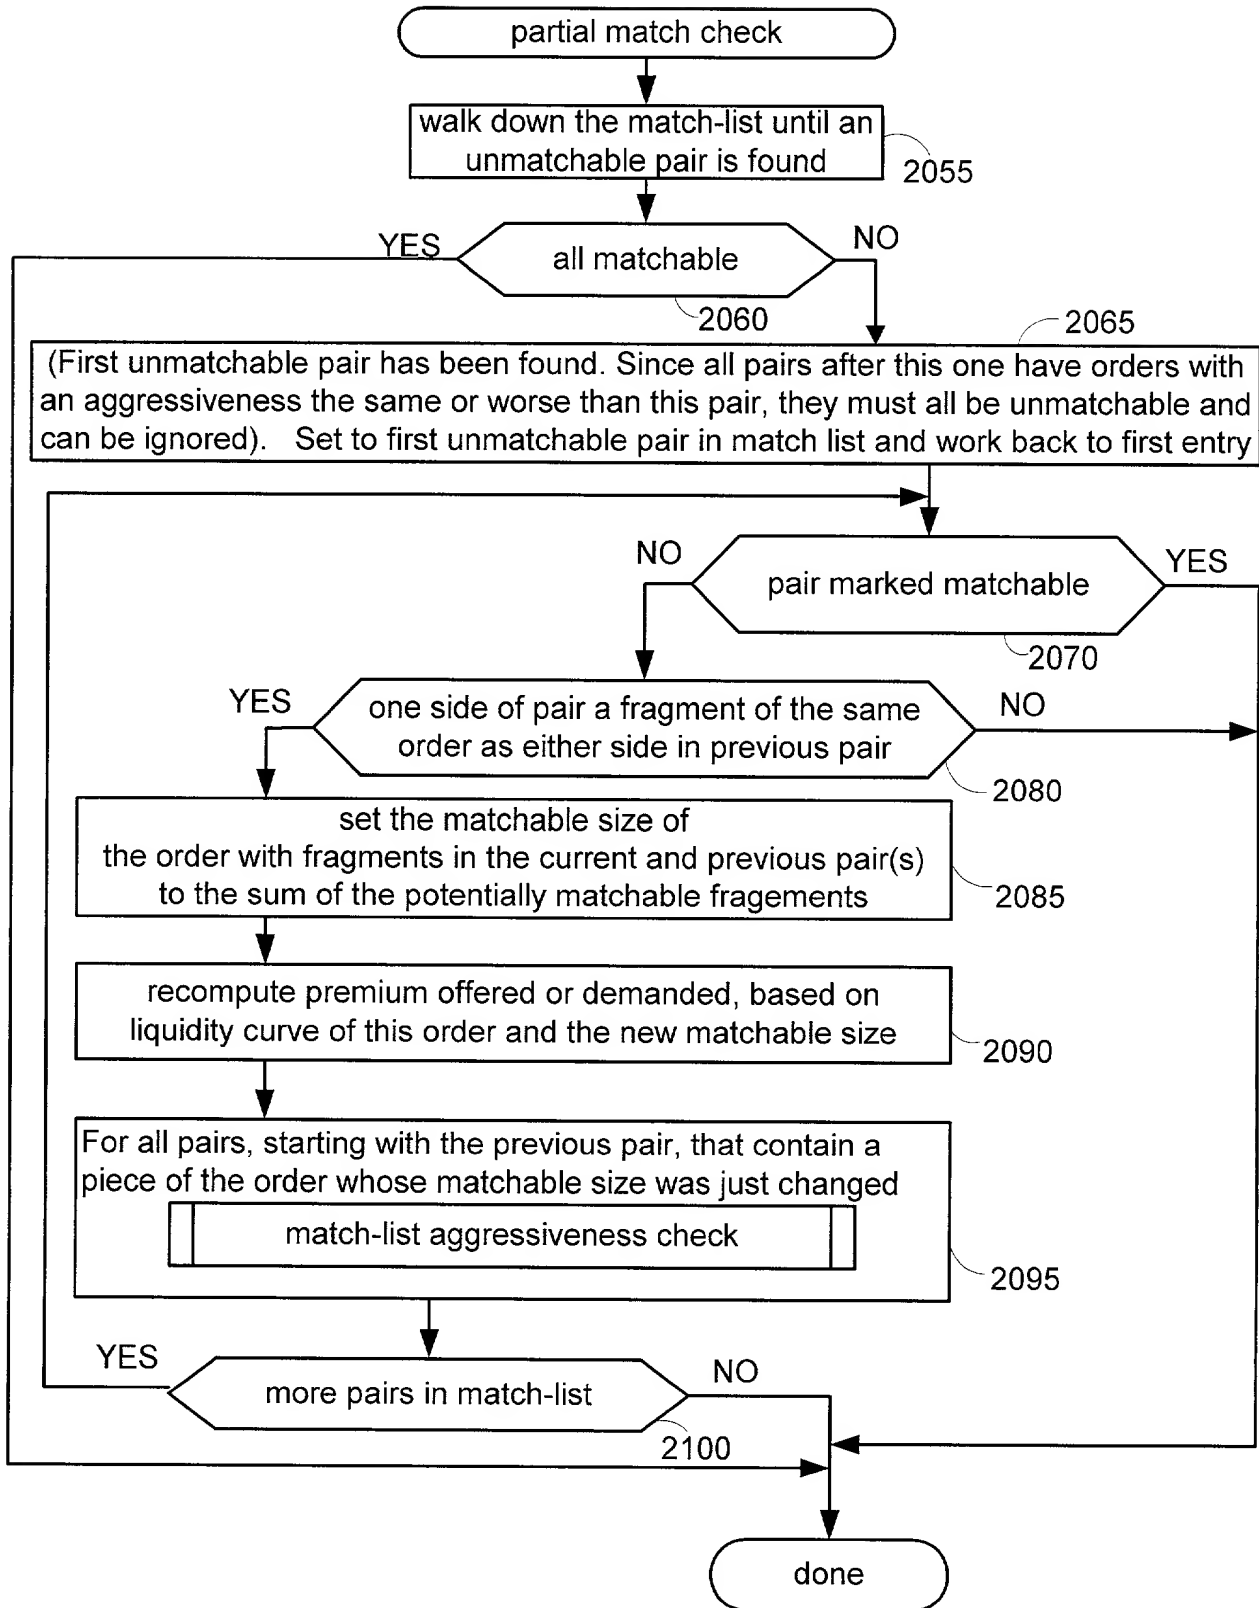 partial match check
walk down the match-list until an
unmatchable pair is found
2055
YES
NO
all matchable
2060
2065
(First unmatchable pair has been found. Since all pairs after this one have orders with
an aggressiveness the same or worse than this pair, they must all be unmatchable and
can be ignored). Set to first unmatchable pair in match list and work back to first entry
NO
YES
pair marked matchable
2070
YES
NO
one side of pair a fragment of the same
order as either side in previous pair
2080
set the matchable size of
the order with fragments in the current and previous pair(s)
to the sum of the potentially matchable fragements
2085
recompute premium offered or demanded, based on
liquidity curve of this order and the new matchable size
2090
For all pairs, starting with the previous pair, that contain a
piece of the order whose matchable size was just changed
match-list aggressiveness check
2095
YES
NO
more pairs in match-list
2100
done